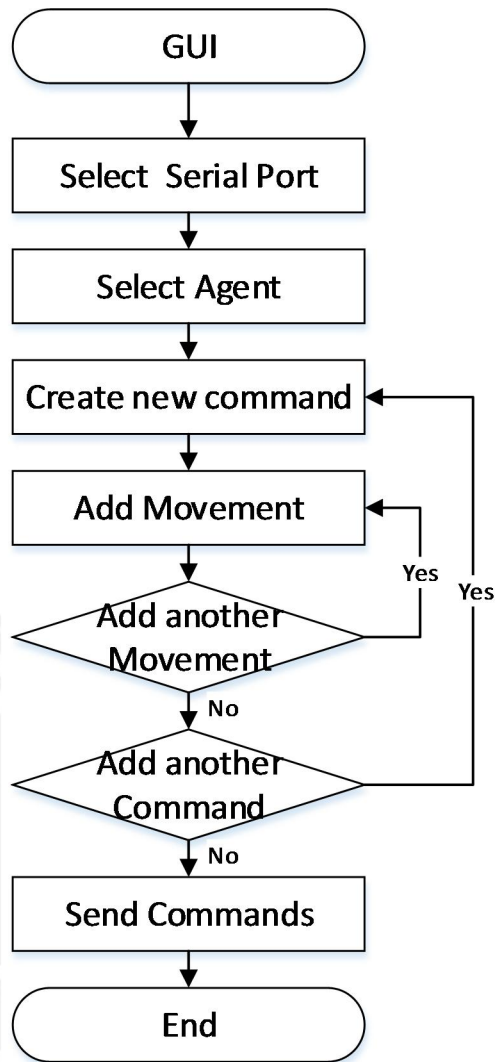 GUI
Select Serial Port
Select Agent
Create new command
Add Movement
Add another
Movement
Yes
Yes
No
Add another
Command
No
Send Commands
End